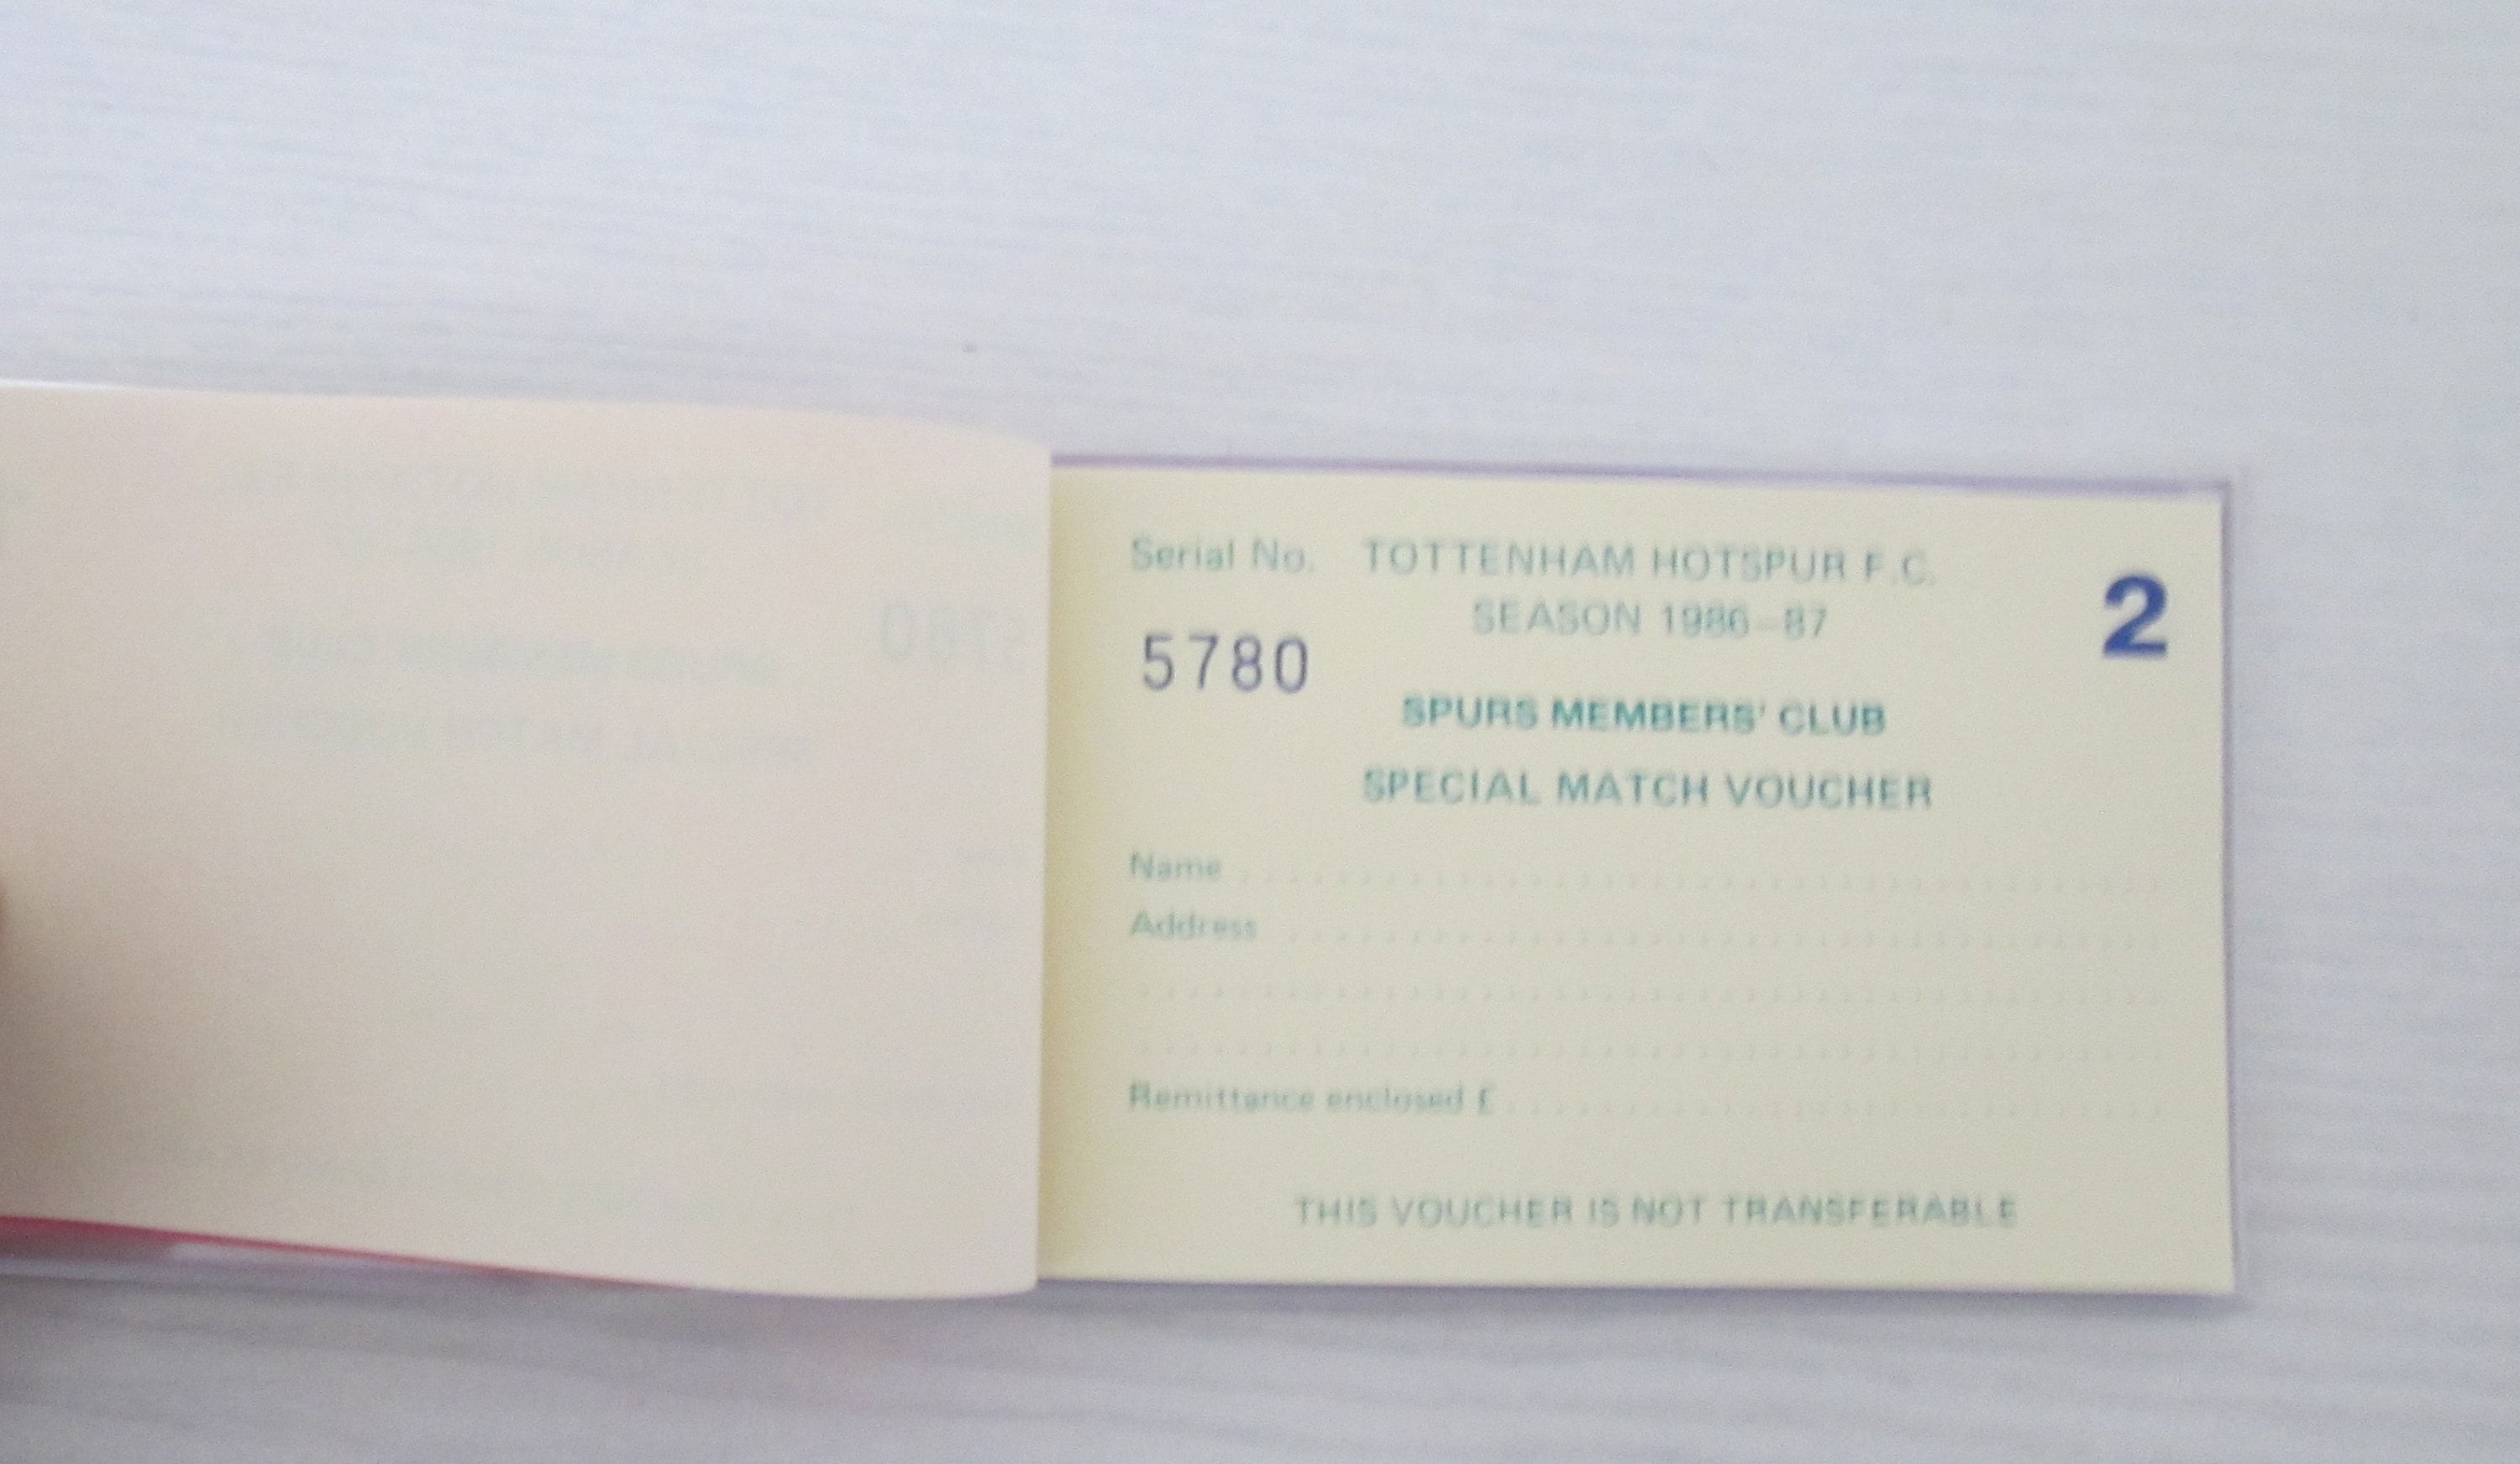 Serial No. TOTTENHAM HOTSPUR F.C.
SEASON 1986-87
2
5780
SPURS MEMBERS' CLUB
SPECIAL MATCH VOUCHER
Name
Address
Remittance enclosed £
THIS VOUCHER IS NOT TRANSFERABLE